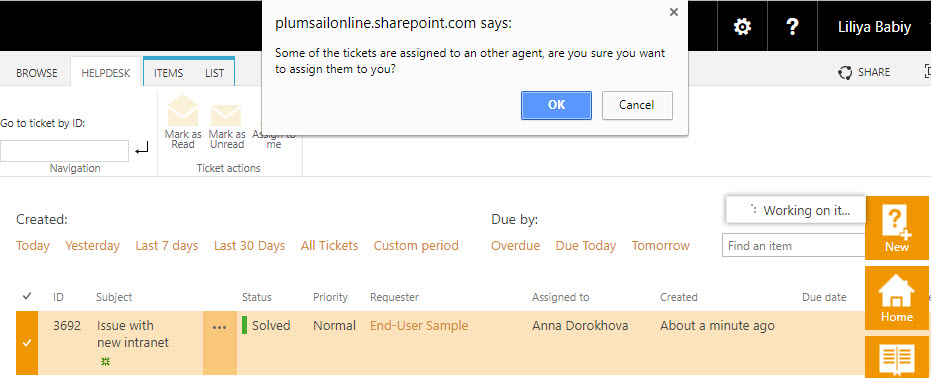 plumsailonline.sharepoint.com says:
Some of the tickets are assigned to an other agent, are you sure you want
to assign them to you?
OK Cancel
Liliya Babiy
BROWSE HELPDESK ITEMS LIST
SHARE
Go to ticket by ID:
Mark as Read
Mark as Unread
Assign to me
Navigation
Ticket actions
Created:
Due by:
Working on it...
Today Yesterday Last 7 days Last 30 Days All Tickets Custom period
Overdue Due Today Tomorrow
Find an item
New
Home
ID Subject Status Priority Requester Assigned to Created Due date
3692 Issue with
new intranet
... Solved Normal End-User Sample Anna Dorokhova About a minute ago